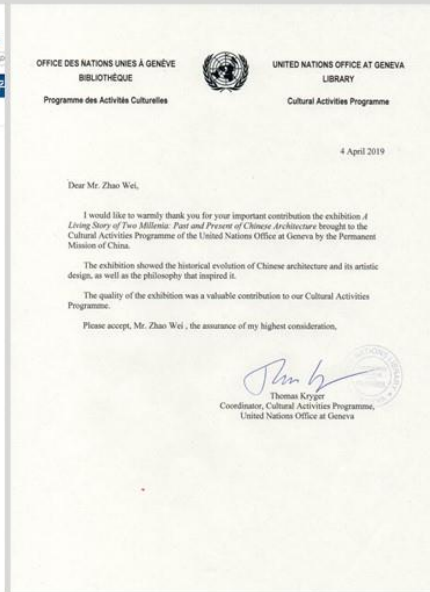 OFFICE DES NATIONS UNIES À GENÈVE
BIBLIOTHÈQUE
Programme des Activités Culturelles
UNITED NATIONS OFFICE AT GENEVA
LIBRARY
Cultural Activities Programme
4 April 2019
Dear Mr. Zhao Wei,
I would like to warmly thank you for your important contribution the exhibition A
Living Story of Two Millenia: Past and Present of Chinese Architecture brought to the
Cultural Activities Programme of the United Nations Office at Geneva by the Permanent
Mission of China.
The exhibition showed the historical evolution of Chinese architecture and its artistic
design, as well as the philosophy that inspired it.
The quality of the exhibition was a valuable contribution to our Cultural Activities
Programme.
Please accept, Mr. Zhao Wei , the assurance of my highest consideration,
Thomas Kryger
Coordinator, Cultural Activities Programme,
United Nations Office at Geneva